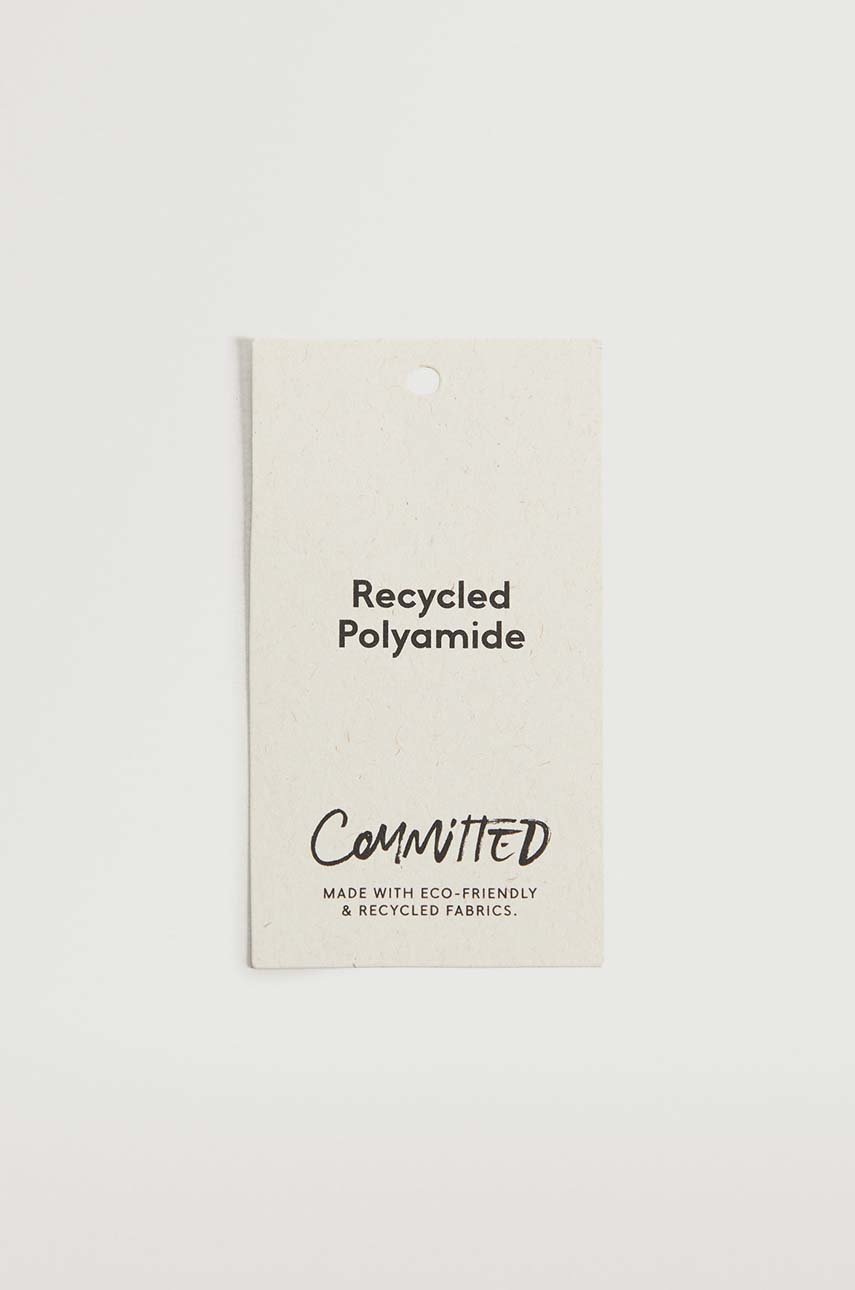 Recycled
Polyamide
COMMITTED
MADE WITH ECO-FRIENDLY
& RECYCLED FABRICS.